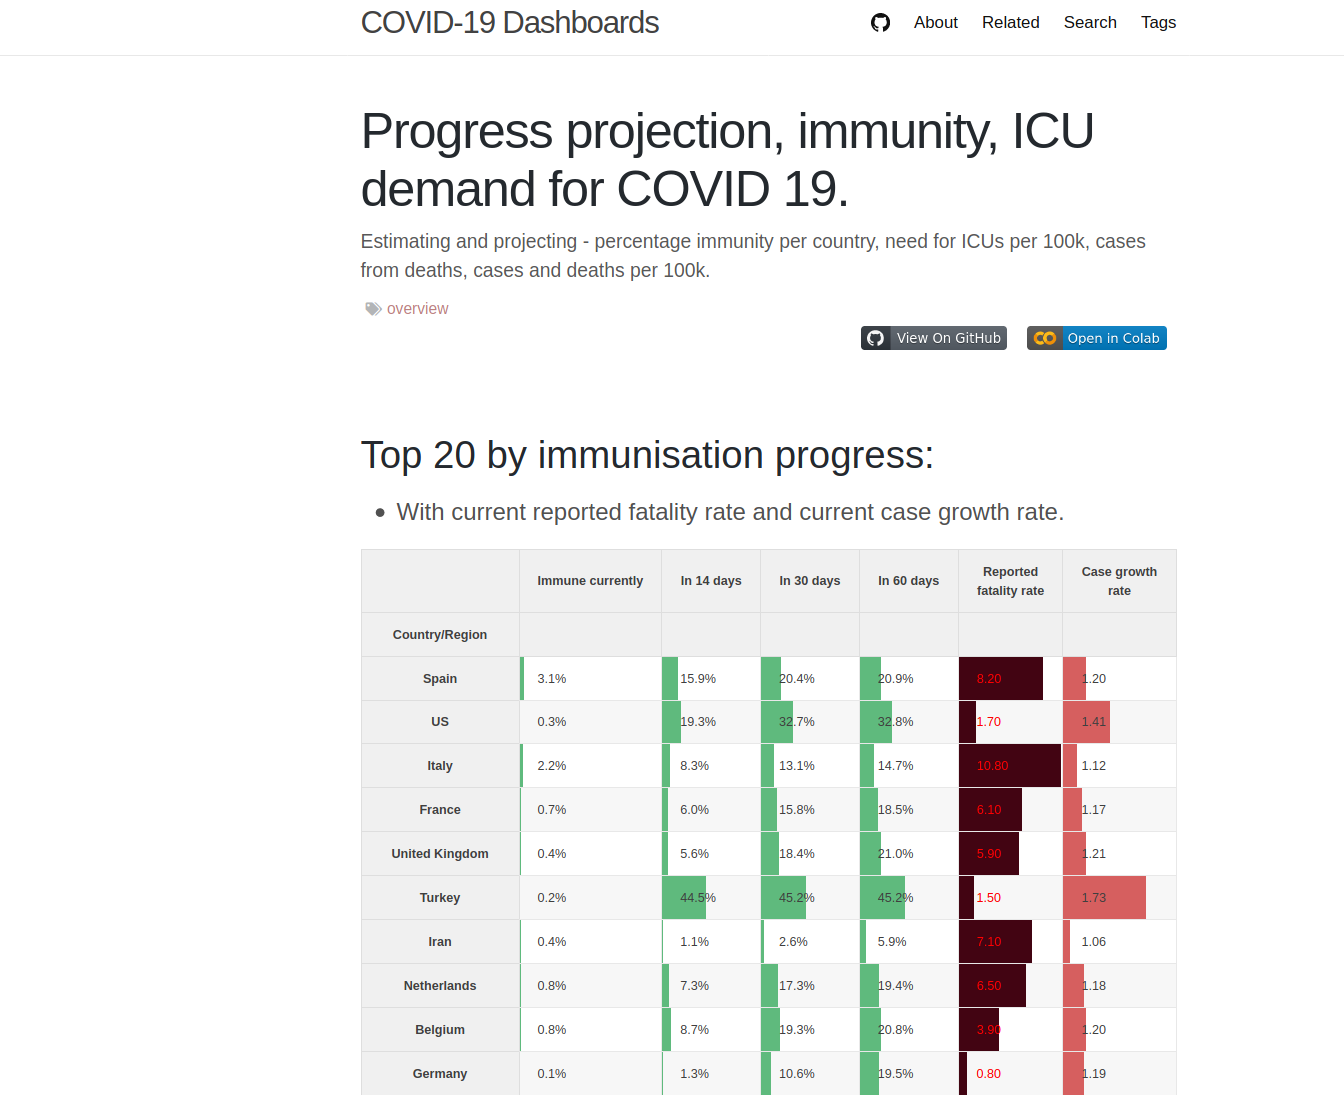 COVID-19 Dashboards
About Related Search Tags
Progress projection, immunity, ICU
demand for COVID 19.
Estimating and projecting - percentage immunity per country, need for ICUs per 100k, cases
from deaths, cases and deaths per 100k.
overview
View On GitHub Open in Colab
Top 20 by immunisation progress:
With current reported fatality rate and current case growth rate.
Immune currently In 14 days In 30 days In 60 days Reported fatality rate Case growth rate
Country/Region
Spain 3.1% 15.9% 20.4% 20.9% 8.20 1.20
US 0.3% 19.3% 32.7% 32.8% 1.70 1.41
Italy 2.2% 8.3% 13.1% 14.7% 10.80 1.12
France 0.7% 6.0% 15.8% 18.5% 6.10 1.17
United Kingdom 0.4% 5.6% 18.4% 21.0% 5.90 1.21
Turkey 0.2% 44.5% 45.2% 45.2% 1.50 1.73
Iran 0.4% 1.1% 2.6% 5.9% 7.10 1.06
Netherlands 0.8% 7.3% 17.3% 19.4% 6.50 1.18
Belgium 0.8% 8.7% 19.3% 20.8% 3.90 1.20
Germany 0.1% 1.3% 10.6% 19.5% 0.80 1.19